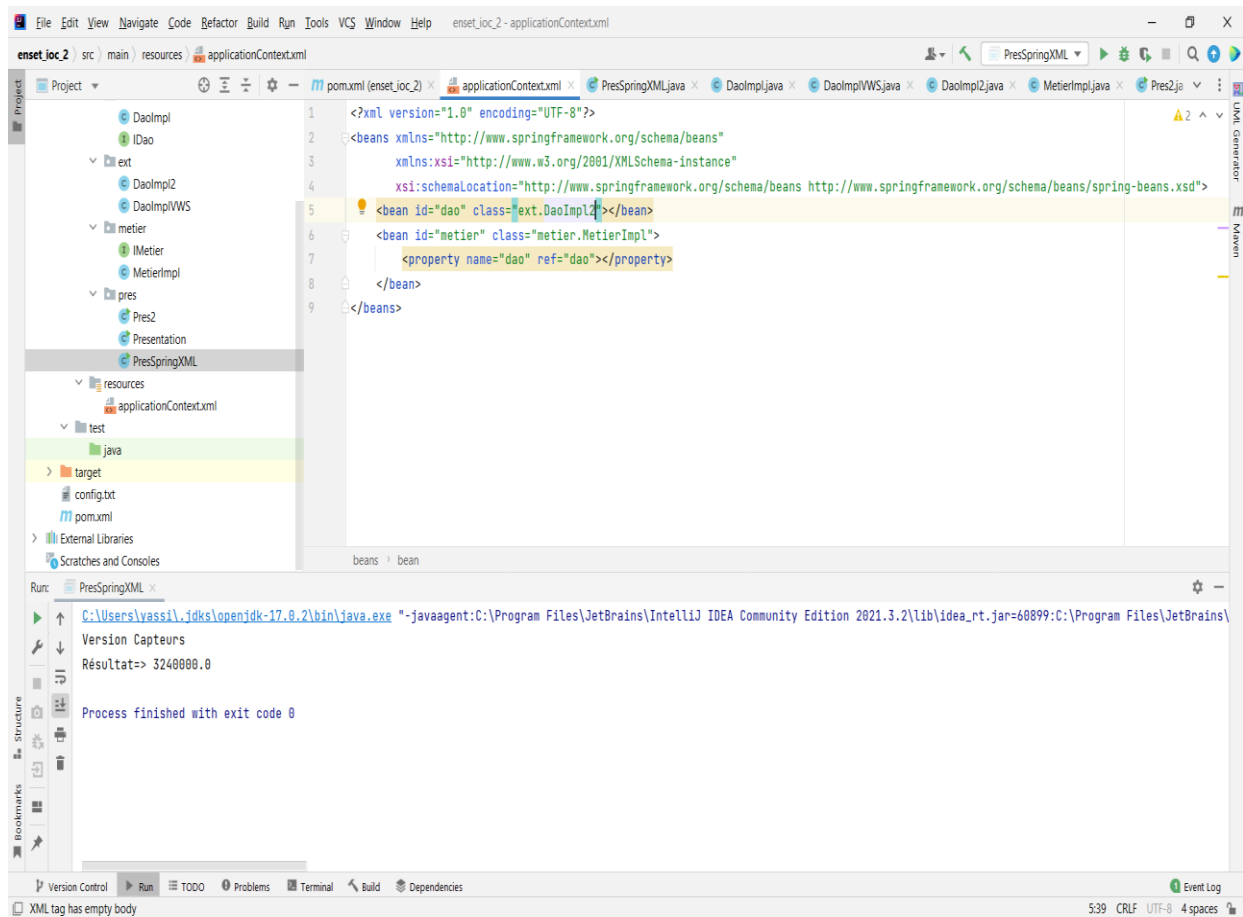 File Edit View Navigate Code Refactor Build Run Tools VCS Window Help enset_ioc_2 - applicationContext.xml
enset_ioc_2 src main resources applicationContext.xml PresSpringXML
Project pom.xml (enset_ioc_2) applicationContext.xml PresSpringXML.java DaoImpl.java DaoImplVWS.java DaoImpl2.java MetierImpl.java Pres2.ja
Project
DaoImpl
IDao
ext
DaoImpl2
DaoImplVWS
metier
IMetier
MetierImpl
pres
Pres2
Presentation
PresSpringXML
resources
applicationContext.xml
test
java
target
config.txt
pom.xml
External Libraries
Scratches and Consoles
1 <?xml version="1.0" encoding="UTF-8"?>
2 <beans xmlns="http://www.springframework.org/schema/beans"
3 xmlns:xsi="http://www.w3.org/2001/XMLSchema-instance"
4 xsi:schemaLocation="http://www.springframework.org/schema/beans http://www.springframework.org/schema/beans/spring-beans.xsd">
5 <bean id="dao" class="ext.DaoImpl2"></bean>
6 <bean id="metier" class="metier.MetierImpl">
7 <property name="dao" ref="dao"></property>
8 </bean>
9 </beans>
2
UML Generator
m Maven
beans bean
Run: PresSpringXML
C:\Users\yassi\.jdks\openjdk-17.0.2\bin\java.exe "-javaagent:C:\Program Files\JetBrains\IntelliJ IDEA Community Edition 2021.3.2\lib\idea_rt.jar=60899:C:\Program Files\JetBrains\
Version Capteurs
Résultat=> 3240000.0
Process finished with exit code 0
Structure
Bookmarks
Version Control Run TODO Problems Terminal Build Dependencies 1 Event Log
XML tag has empty body 5:39 CRLF UTF-8 4 spaces